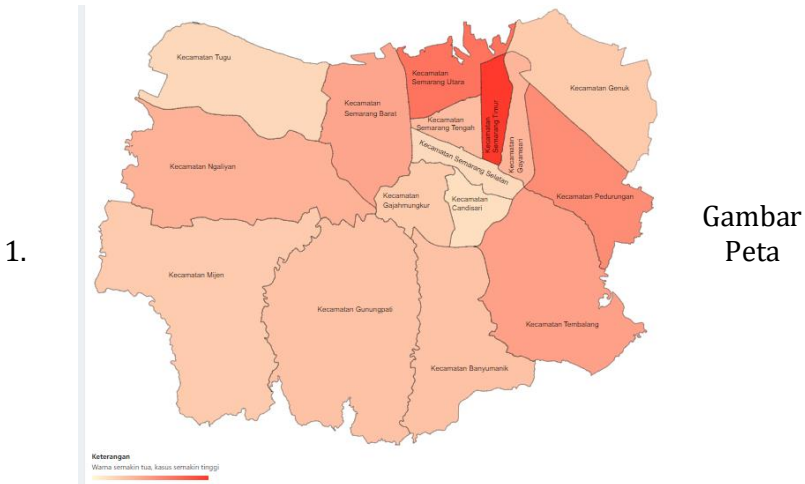 1.
Kecamatan Tugu
Kecamatan
Semarang Barat
Kecamatan
Semarang Utara
Kecamatan
Semarang Tengah
Kecamatan
Semarang Timur
Kecamatan
Gayamsari
Kecamatan Genuk
Kecamatan Ngaliyan
Kecamatan Semarang Selatan
Kecamatan
Gajahmungkur
Kecamatan
Candisari
Kecamatan Pedurungan
Kecamatan Mijen
Kecamatan Gunungpati
Kecamatan Banyumanik
Kecamatan Tembalang
Keterangan
Warna semakin tua, kasus semakin tinggi
Gambar
Peta